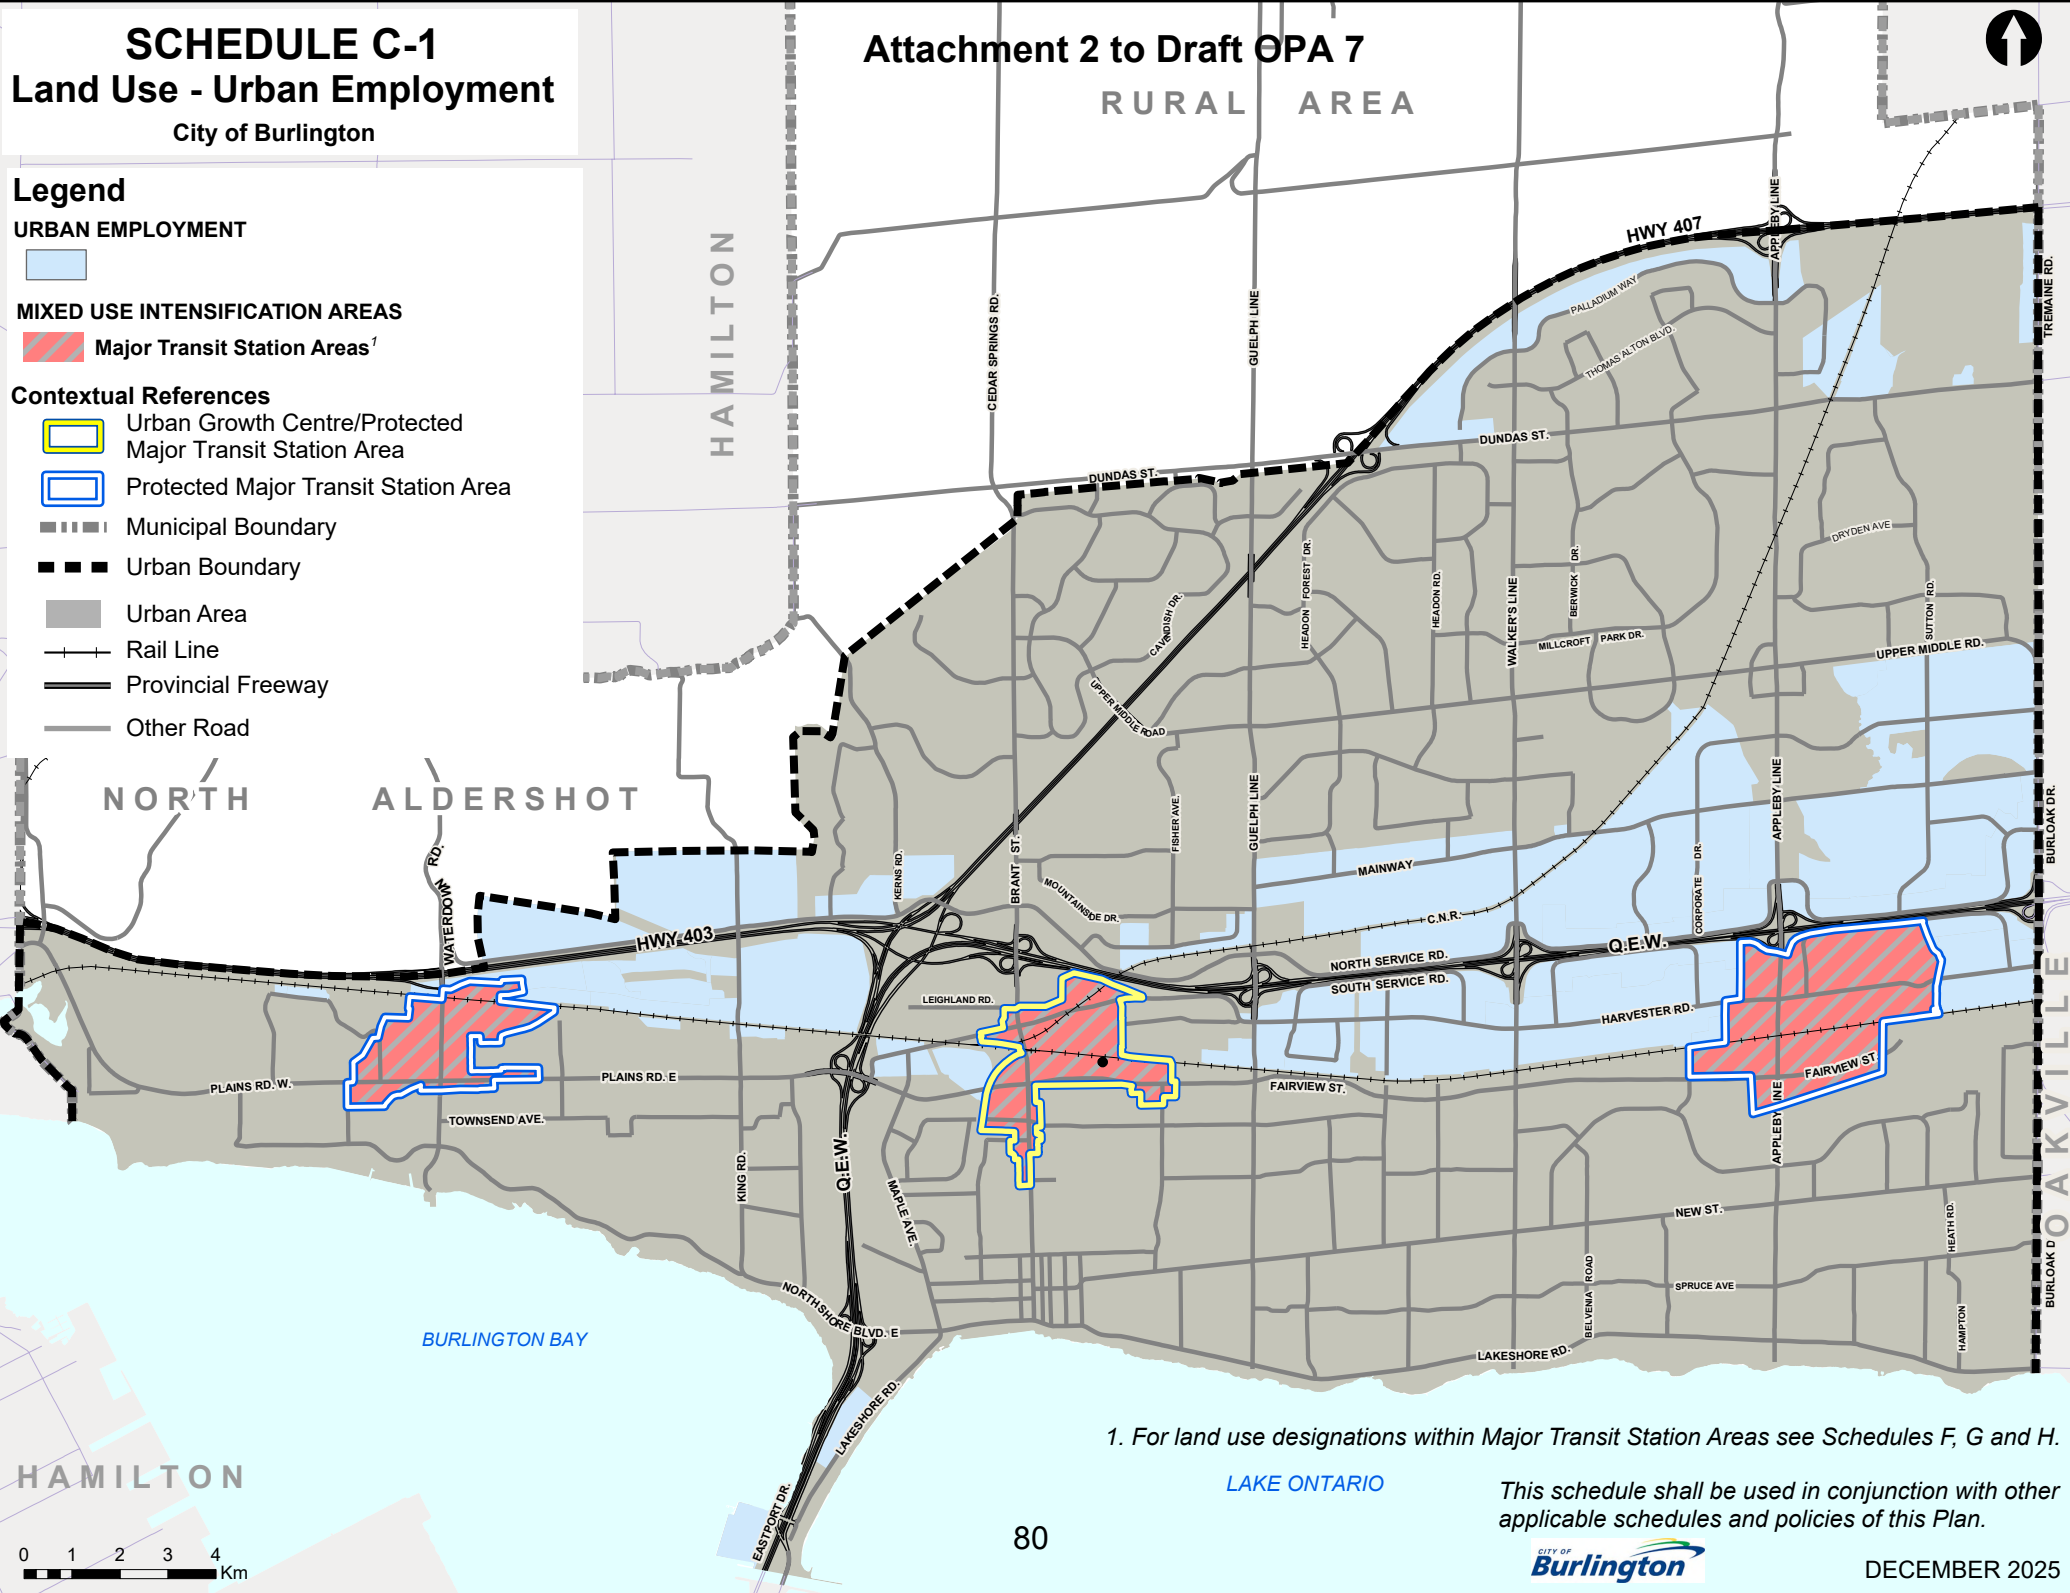 SCHEDULE C-1
Land Use - Urban Employment
City of Burlington
Attachment 2 to Draft OPA 7
RURAL AREA
Legend
URBAN EMPLOYMENT
MIXED USE INTENSIFICATION AREAS
Major Transit Station Areas¹
Contextual References
Urban Growth Centre/Protected
Major Transit Station Area
Protected Major Transit Station Area
Municipal Boundary
Urban Boundary
Urban Area
Rail Line
Provincial Freeway
Other Road
HAMILTON
NORTH ALDERSHOT
CEDAR SPRINGS RD.
GUELPH LINE
HWY 407
APPLEBY LINE
TREMAINE RD.
PALLADIUM WAY
THOMAS ALTON BLVD.
DUNDAS ST.
DUNDAS ST.
DRYDEN AVE
HEADON FOREST DR.
HEADON RD.
WALKER'S LINE
BERWICK DR.
SUTTON RD.
CAVENDISH DR.
MILLCROFT PARK DR.
UPPER MIDDLE RD.
UPPER MIDDLE ROAD
GUELPH LINE
FISHER AVE.
APPLEBY LINE
BURLOAK DR.
KERNS RD.
BRANT ST.
MOUNTAINSIDE DR.
MAINWAY
CORPORATE DR.
C.N.R.
WATERDOWN RD.
HWY 403
Q.E.W.
NORTH SERVICE RD.
SOUTH SERVICE RD.
LEIGHLAND RD.
HARVESTER RD.
OAKVILLE
PLAINS RD. W.
PLAINS RD. E
FAIRVIEW ST.
FAIRVIEW ST.
TOWNSEND AVE.
KING RD.
Q.E.W.
MAPLE AVE.
APPLEBY LINE
NEW ST.
HEATH RD.
BELVENIA ROAD
SPRUCE AVE
BURLOAK D
HAMPTON
NORTH SHORE BLVD. E
LAKESHORE RD.
BURLINGTON BAY
LAKESHORE RD.
EASTPORT DR.
HAMILTON
1. For land use designations within Major Transit Station Areas see Schedules F, G and H.
LAKE ONTARIO
This schedule shall be used in conjunction with other
applicable schedules and policies of this Plan.
80
0 1 2 3 4
Km
CITY OF
Burlington
DECEMBER 2025